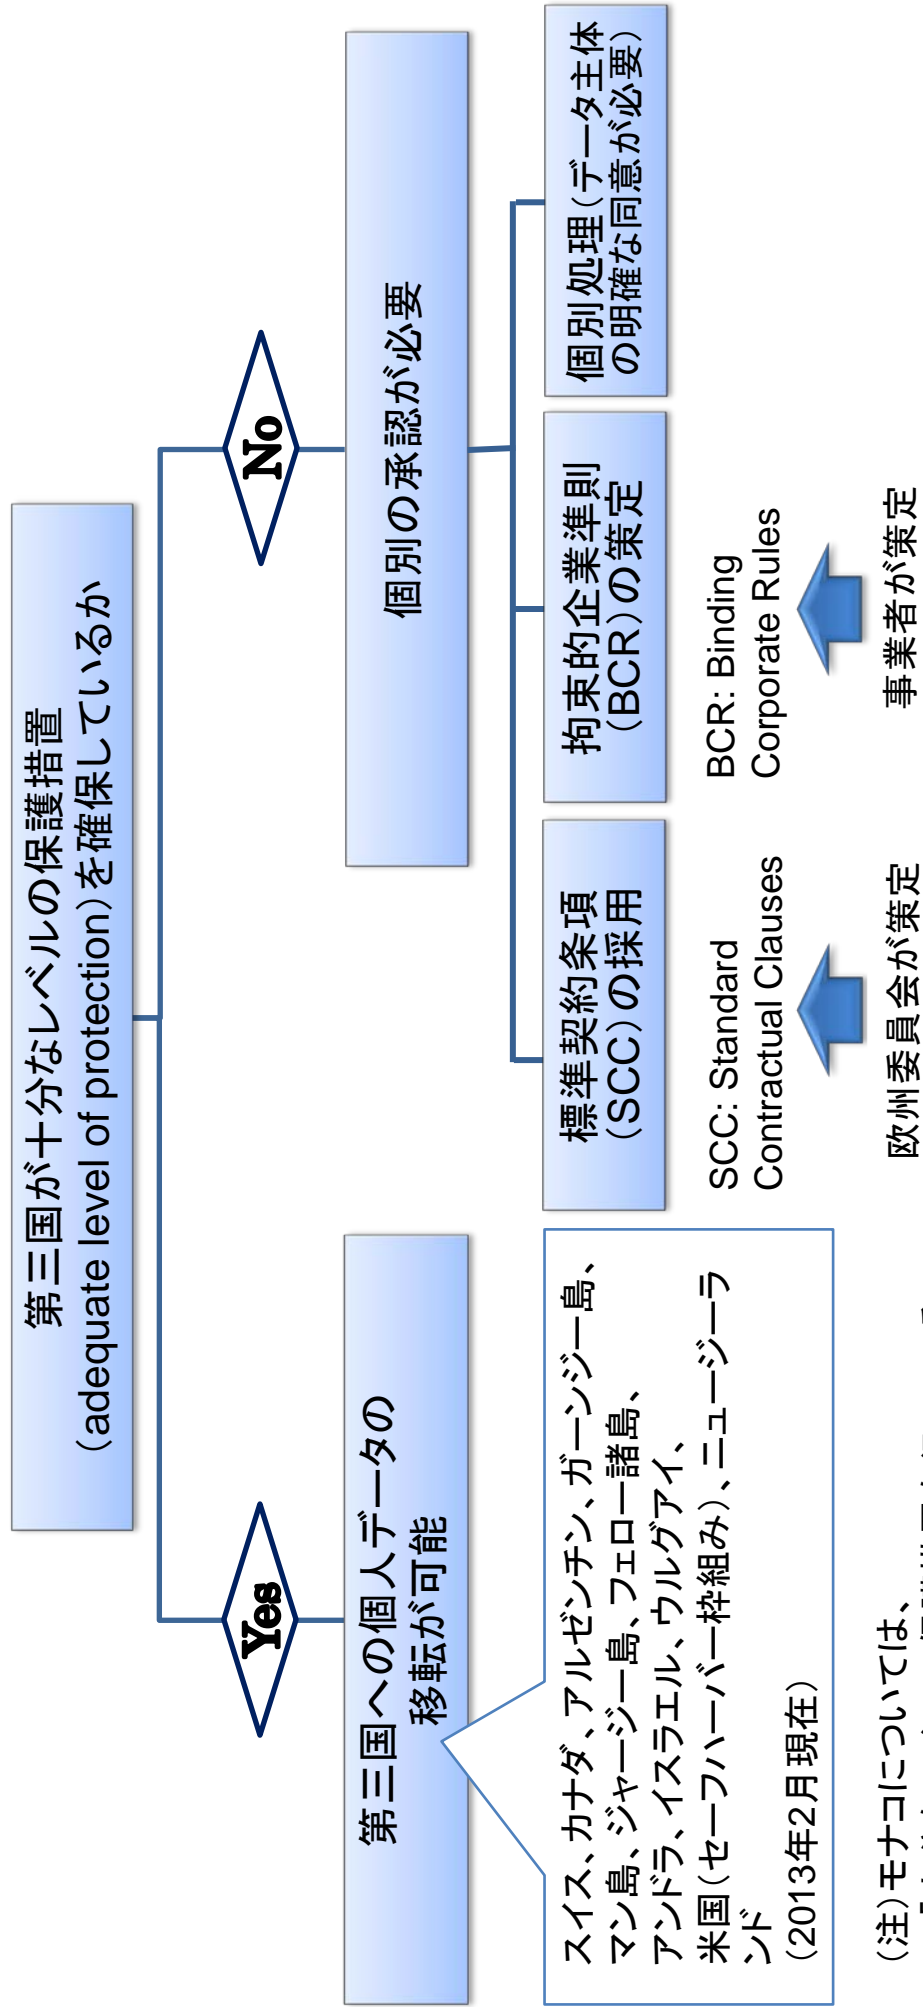 第三国が十分なレベルの保護措置
(adequate level of protection)を確保しているか
Yes
No
第三国への個人データの
移転が可能
個別の承認が必要
スイス、カナダ、アルゼンチン、ガーンジー島、
マン島、ジャージー島、フェロー諸島、
アンドラ、イスラエル、ウルグアイ、
米国(セーフハーバー枠組み)、ニュージーラ
ンド
(2013年2月現在)
標準契約条項
(SCC)の採用
拘束的企業準則
(BCR)の策定
個別処理(データ主体
の明確な同意が必要)
SCC: Standard
Contractual Clauses
BCR: Binding
Corporate Rules
欧州委員会が策定
事業者が策定
(注)モナコについては、